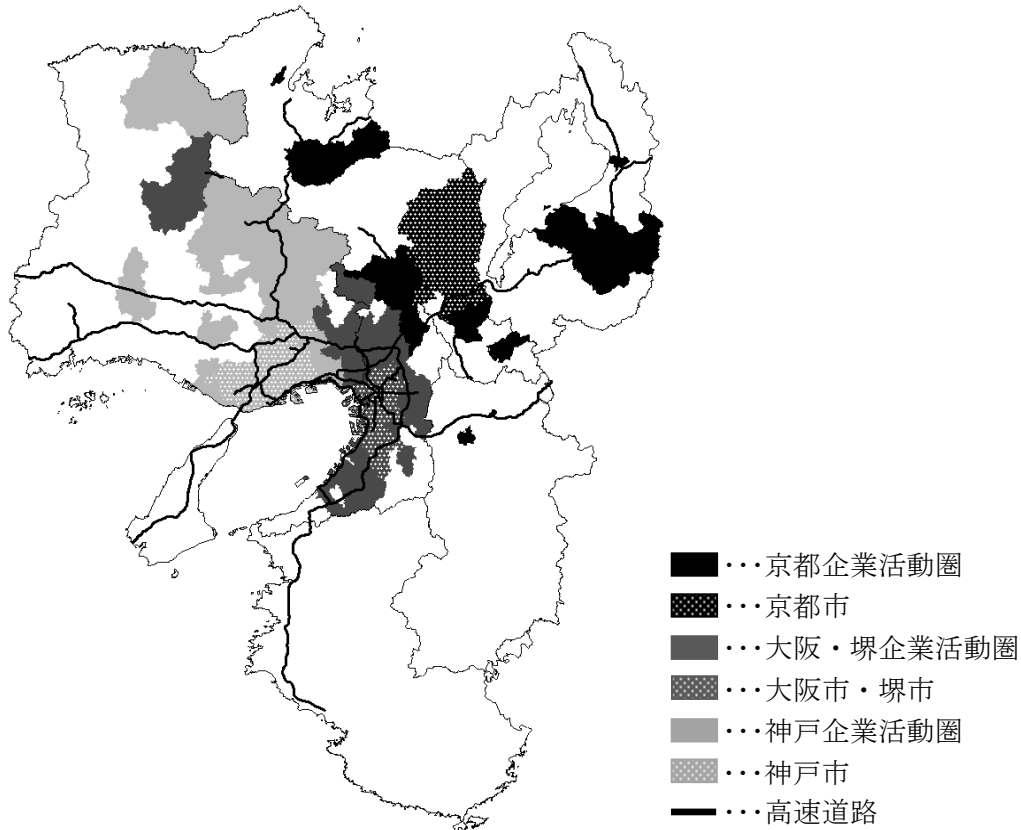 ･･･京都企業活動圏
･･･京都市
･･･大阪・堺企業活動圏
･･･大阪市・堺市
･･･神戸企業活動圏
･･･神戸市
･･･高速道路